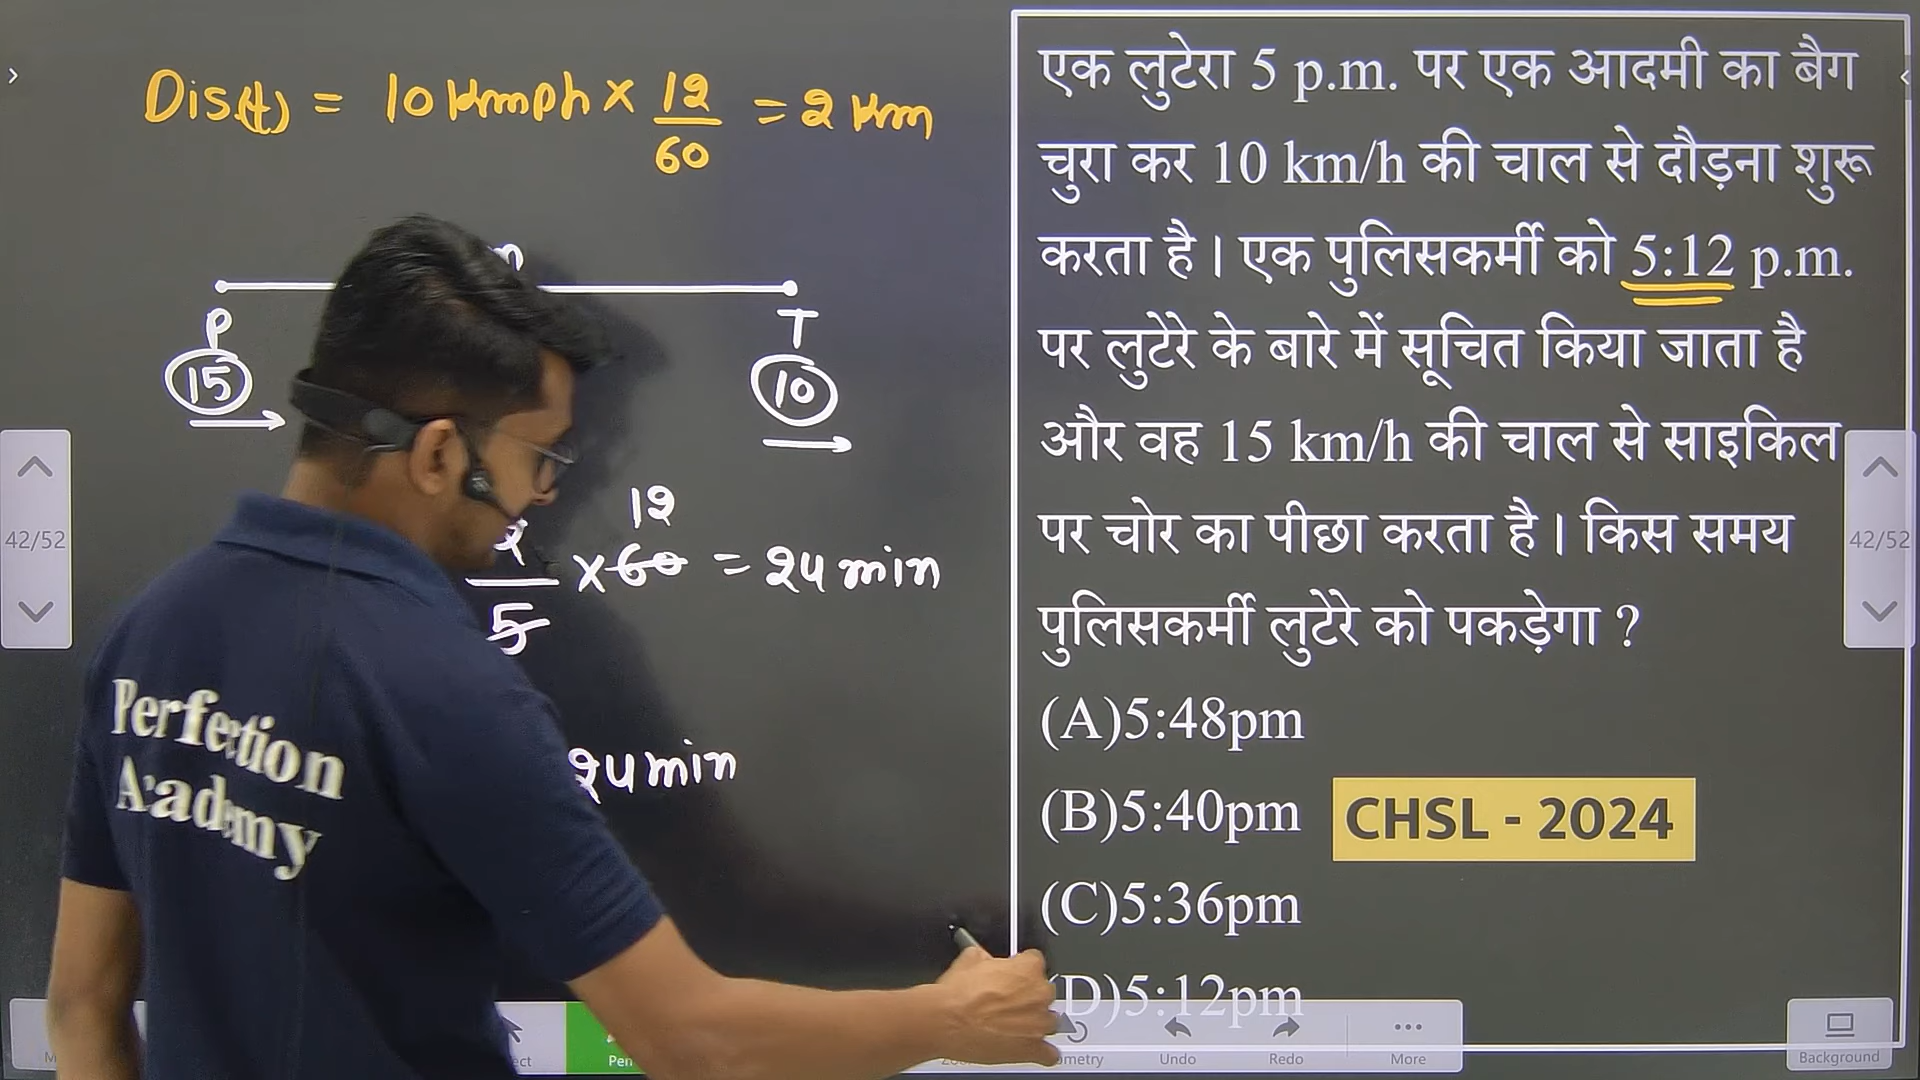 Dis.(t) = 10 kmph × 12/60 = 2 km
P
T
15
10
2/5 × 60 = 24 min
12
24 min
Perfection
Academy
एक लुटेरा 5 p.m. पर एक आदमी का बैग
चुरा कर 10 km/h की चाल से दौड़ना शुरू
करता है। एक पुलिसकर्मी को 5:12 p.m.
पर लुटेरे के बारे में सूचित किया जाता है
और वह 15 km/h की चाल से साइकिल
पर चोर का पीछा करता है। किस समय
पुलिसकर्मी लुटेरे को पकड़ेगा ?
(A)5:48pm
(B)5:40pm
CHSL - 2024
(C)5:36pm
(D)5:12pm
42/52
42/52
Pen
Undo
Redo
More
Background